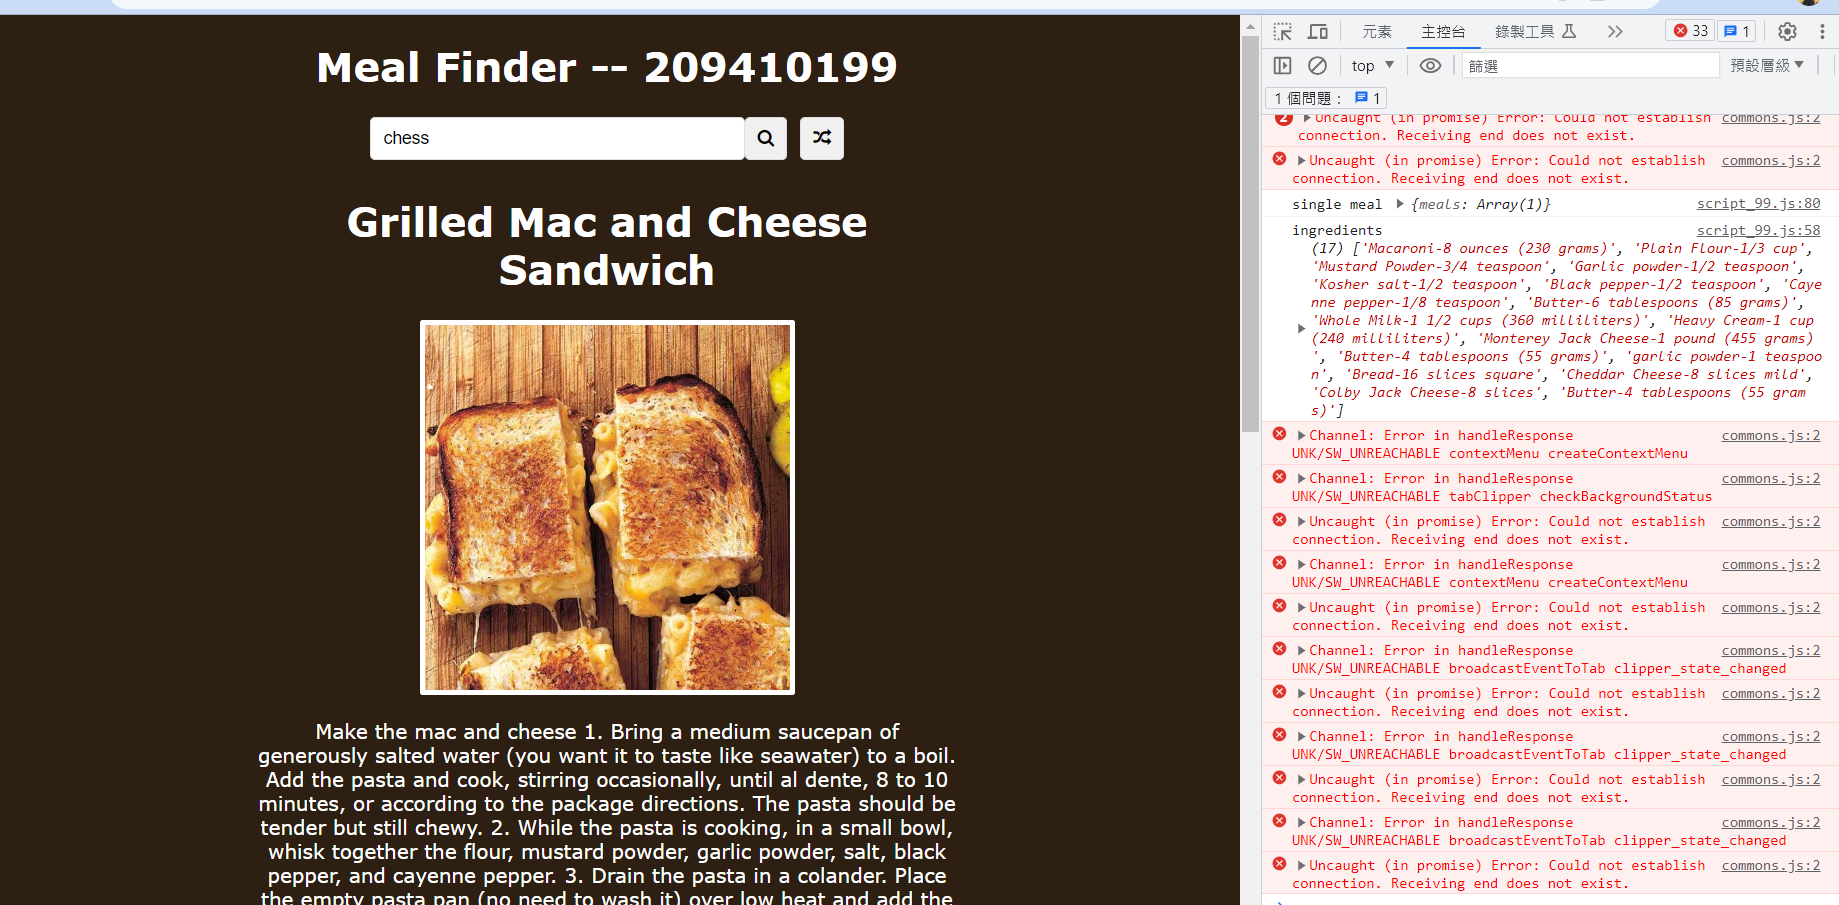 Meal Finder -- 209410199
chess
Grilled Mac and Cheese
Sandwich
Make the mac and cheese 1. Bring a medium saucepan of
generously salted water (you want it to taste like seawater) to a boil.
Add the pasta and cook, stirring occasionally, until al dente, 8 to 10
minutes, or according to the package directions. The pasta should be
tender but still chewy. 2. While the pasta is cooking, in a small bowl,
whisk together the flour, mustard powder, garlic powder, salt, black
pepper, and cayenne pepper. 3. Drain the pasta in a colander. Place
the empty pasta pan (no need to wash it) over low heat and add the
元素 主控台 錄製工具 33 1
top 篩選 預設層級
1 個問題： 1
2 Uncaught (in promise) Error: Could not establish commons.js:2
connection. Receiving end does not exist.
Uncaught (in promise) Error: Could not establish commons.js:2
connection. Receiving end does not exist.
single meal {meals: Array(1)} script_99.js:80
ingredients script_99.js:58
(17) ['Macaroni-8 ounces (230 grams)', 'Plain Flour-1/3 cup',
'Mustard Powder-3/4 teaspoon', 'Garlic powder-1/2 teaspoon',
'Kosher salt-1/2 teaspoon', 'Black pepper-1/2 teaspoon', 'Caye
nne pepper-1/8 teaspoon', 'Butter-6 tablespoons (85 grams)',
'Whole Milk-1 1/2 cups (360 milliliters)', 'Heavy Cream-1 cup
(240 milliliters)', 'Monterey Jack Cheese-1 pound (455 grams)
', 'Butter-4 tablespoons (55 grams)', 'garlic powder-1 teaspoo
n', 'Bread-16 slices square', 'Cheddar Cheese-8 slices mild',
'Colby Jack Cheese-8 slices', 'Butter-4 tablespoons (55 gram
s)']
Channel: Error in handleResponse commons.js:2
UNK/SW_UNREACHABLE contextMenu createContextMenu
Channel: Error in handleResponse commons.js:2
UNK/SW_UNREACHABLE tabClipper checkBackgroundStatus
Uncaught (in promise) Error: Could not establish commons.js:2
connection. Receiving end does not exist.
Channel: Error in handleResponse commons.js:2
UNK/SW_UNREACHABLE contextMenu createContextMenu
Uncaught (in promise) Error: Could not establish commons.js:2
connection. Receiving end does not exist.
Channel: Error in handleResponse commons.js:2
UNK/SW_UNREACHABLE broadcastEventToTab clipper_state_changed
Uncaught (in promise) Error: Could not establish commons.js:2
connection. Receiving end does not exist.
Channel: Error in handleResponse commons.js:2
UNK/SW_UNREACHABLE broadcastEventToTab clipper_state_changed
Uncaught (in promise) Error: Could not establish commons.js:2
connection. Receiving end does not exist.
Channel: Error in handleResponse commons.js:2
UNK/SW_UNREACHABLE broadcastEventToTab clipper_state_changed
Uncaught (in promise) Error: Could not establish commons.js:2
connection. Receiving end does not exist.